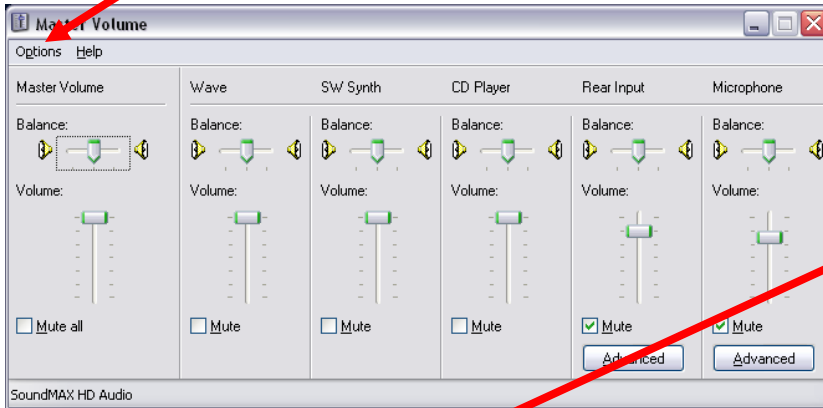 Master Volume
Options Help
Master Volume Wave SW Synth CD Player Rear Input Microphone
Balance: Balance: Balance: Balance: Balance: Balance:
Volume: Volume: Volume: Volume: Volume: Volume:
Mute all Mute Mute Mute Mute Mute
Advanced Advanced
SoundMAX HD Audio